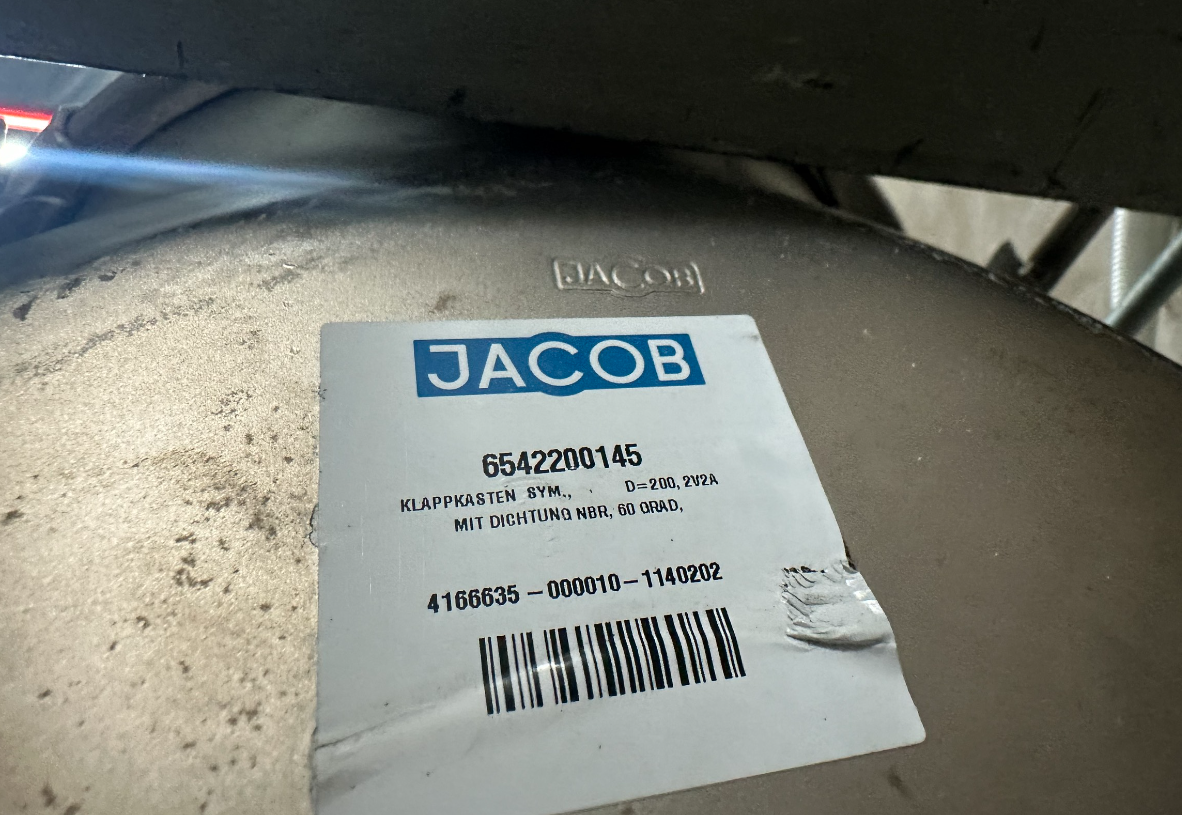 JACOB
JACOB
6542200145
KLAPPKASTEN SYM., D=200, 2V2A
MIT DICHTUNG NBR, 60 GRAD,
4166635 - 000010 - 1140202